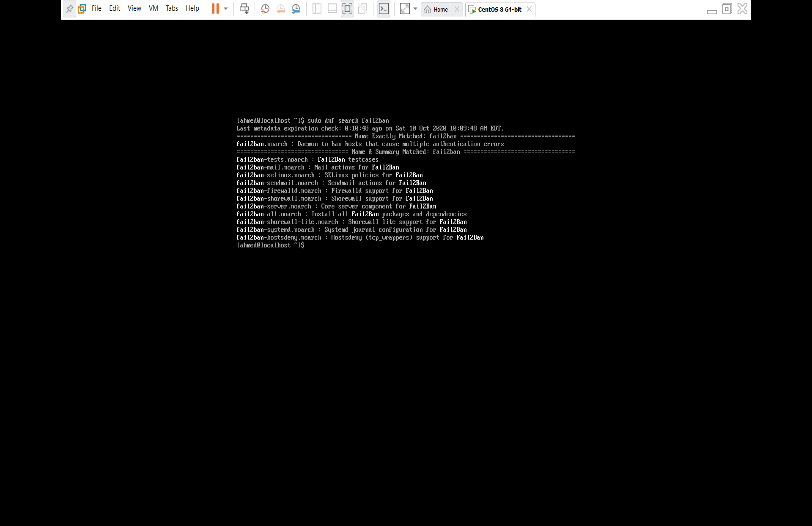 File Edit View VM Tabs Help
Home
CentOS 8 64-bit
[ahmed@localhost ~]$ sudo dnf search fail2ban
Last metadata expiration check: 0:10:48 ago on Sat 10 Oct 2020 10:09:48 AM EDT.
================================== Name Exactly Matched: fail2ban ==================================
fail2ban.noarch : Daemon to ban hosts that cause multiple authentication errors
================================= Name & Summary Matched: fail2ban =================================
fail2ban-tests.noarch : Fail2Ban testcases
fail2ban-mail.noarch : Mail actions for Fail2Ban
fail2ban-selinux.noarch : SELinux policies for Fail2Ban
fail2ban-sendmail.noarch : Sendmail actions for Fail2Ban
fail2ban-firewalld.noarch : Firewalld support for Fail2Ban
fail2ban-shorewall.noarch : Shorewall support for Fail2Ban
fail2ban-server.noarch : Core server component for Fail2Ban
fail2ban-all.noarch : Install all Fail2Ban packages and dependencies
fail2ban-shorewall-lite.noarch : Shorewall lite support for Fail2Ban
fail2ban-systemd.noarch : Systemd journal configuration for Fail2Ban
fail2ban-hostsdeny.noarch : Hostsdeny (tcp_wrappers) support for Fail2Ban
[ahmed@localhost ~]$